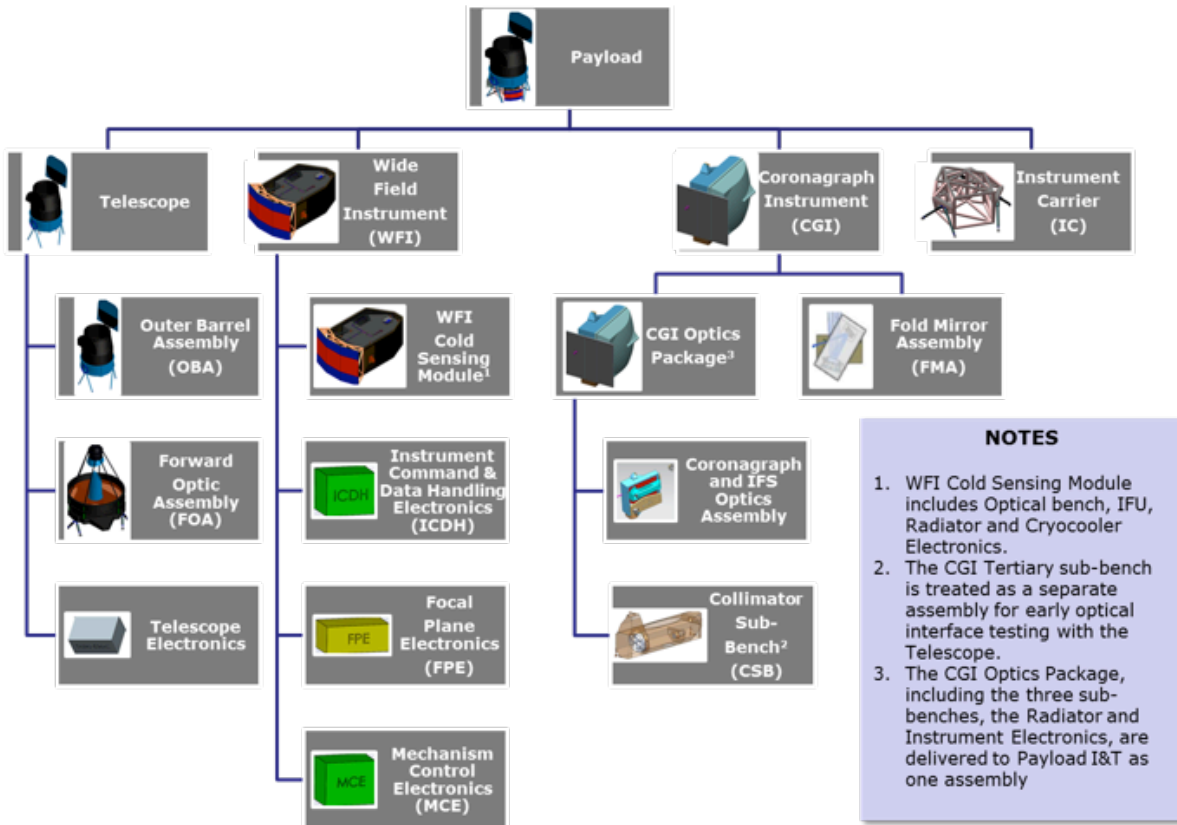 Payload
Telescope
Wide
Field
Instrument
(WFI)
Coronagraph
Instrument
(CGI)
Instrument
Carrier
(IC)
Outer Barrel
Assembly
(OBA)
WFI
Cold
Sensing
Module¹
CGI Optics
Package³
Fold Mirror
Assembly
(FMA)
Forward
Optic
Assembly
(FOA)
ICDH
Instrument
Command &
Data Handling
Electronics
(ICDH)
Coronagraph
and IFS
Optics
Assembly
Telescope
Electronics
FPE
Focal
Plane
Electronics
(FPE)
Collimator
Sub-
Bench²
(CSB)
MCE
Mechanism
Control
Electronics
(MCE)
NOTES
1. WFI Cold Sensing Module
includes Optical bench, IFU,
Radiator and Cryocooler
Electronics.
2. The CGI Tertiary sub-bench
is treated as a separate
assembly for early optical
interface testing with the
Telescope.
3. The CGI Optics Package,
including the three sub-
benches, the Radiator and
Instrument Electronics, are
delivered to Payload I&T as
one assembly